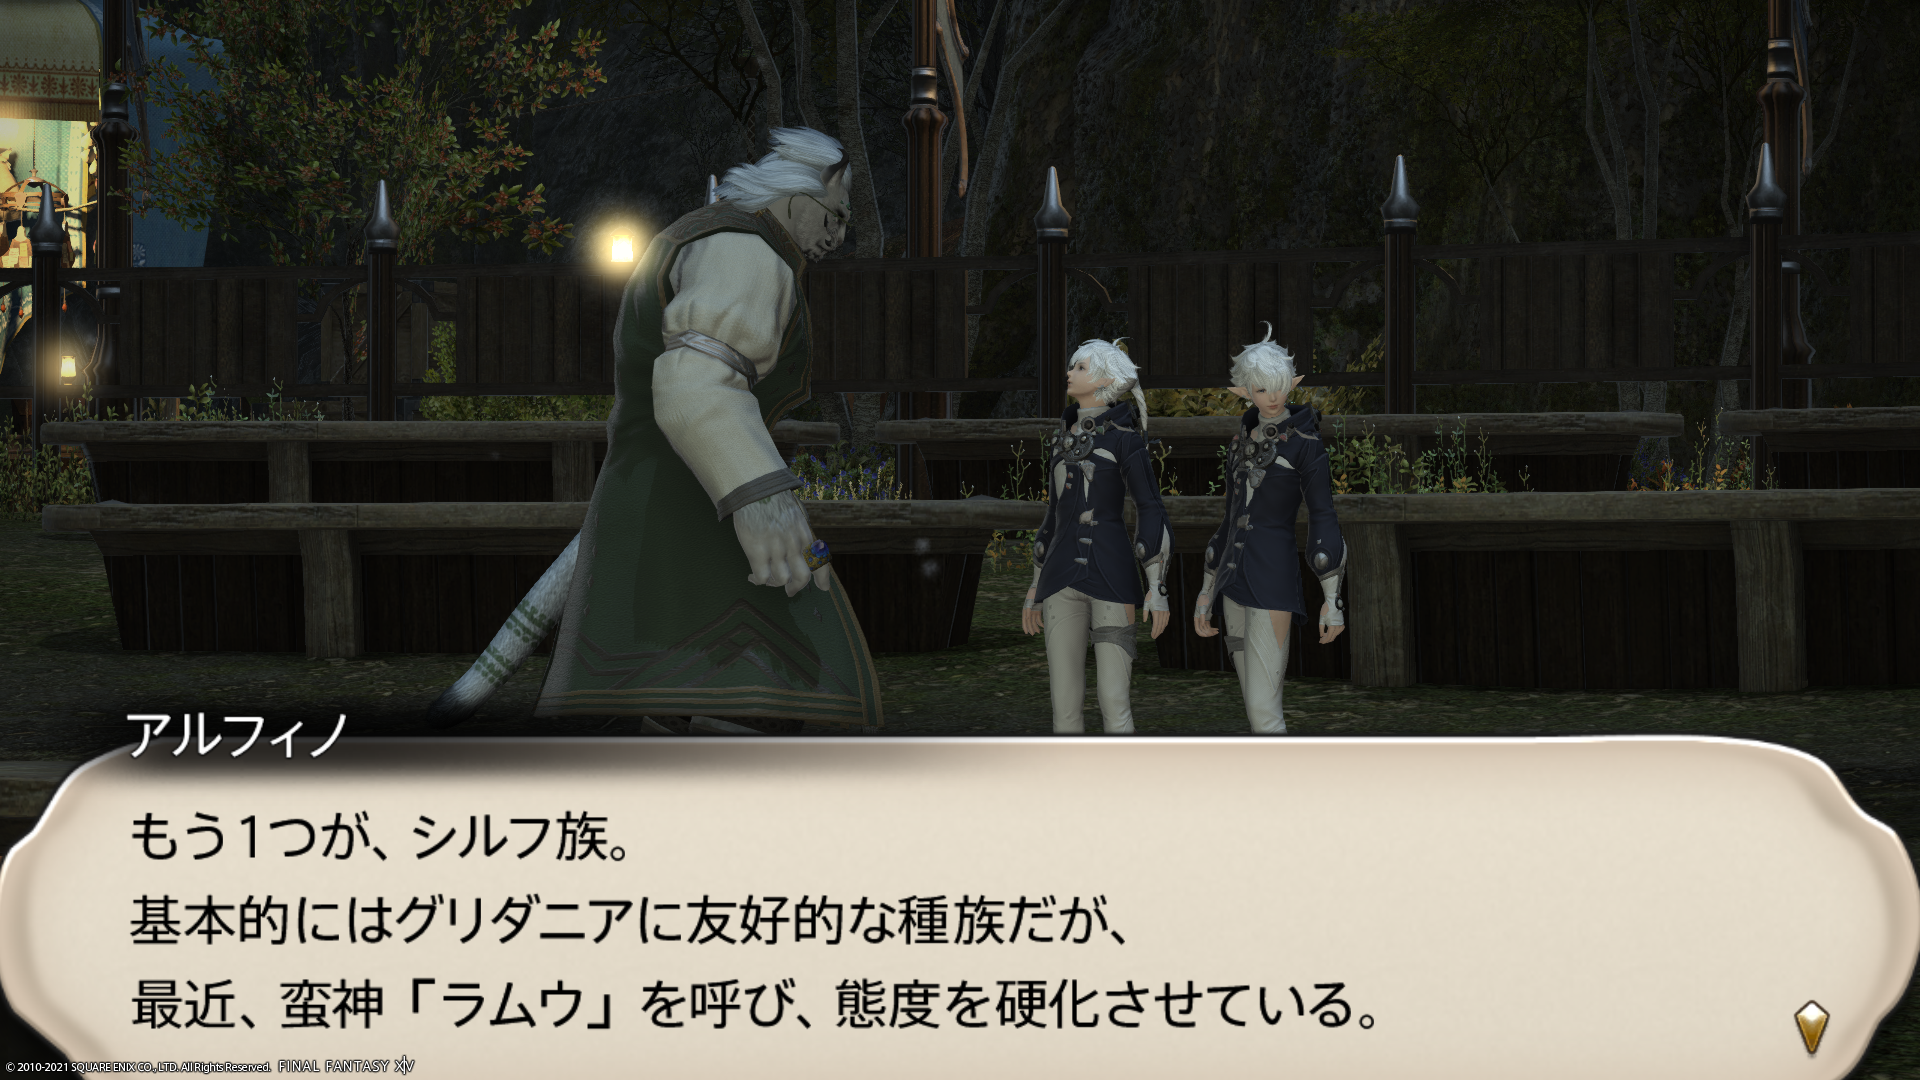 アルフィノ
もう1つが、シルフ族。
基本的にはグリダニアに友好的な種族だが、
最近、蛮神「ラムウ」を呼び、態度を硬化させている。
© 2010-2021 SQUARE ENIX CO., LTD. All Rights Reserved. FINAL FANTASY XIV